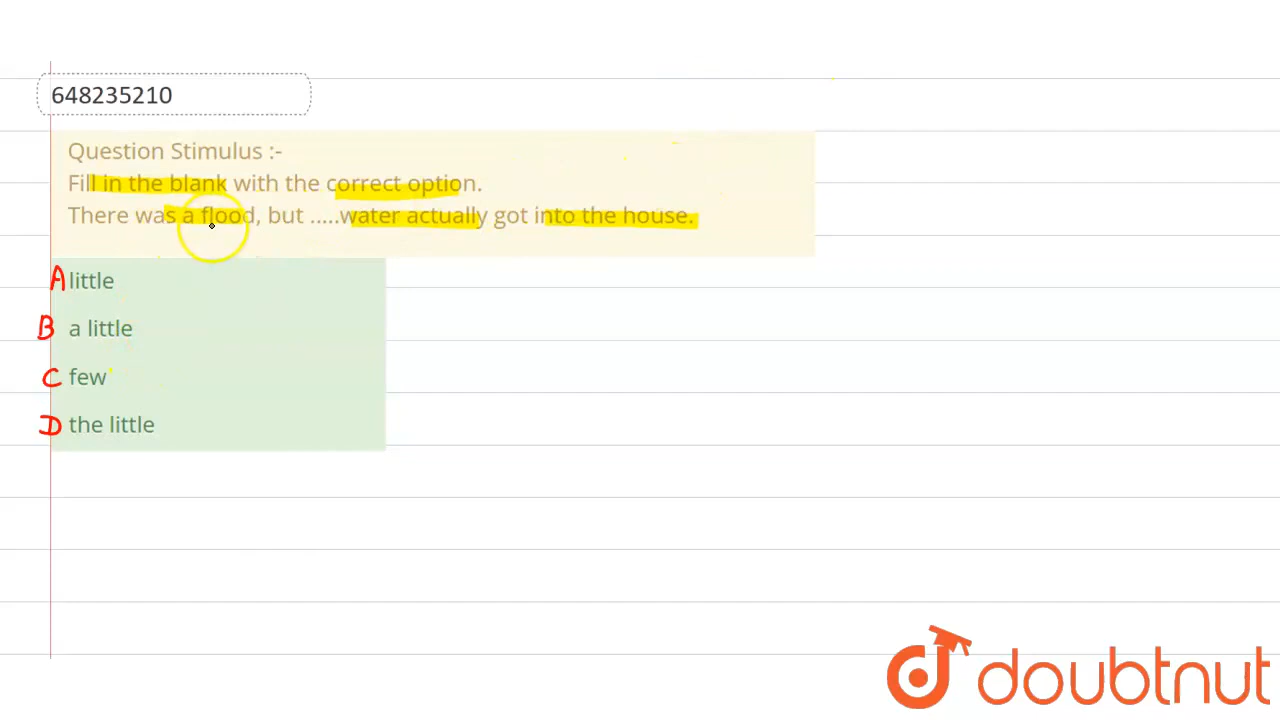 648235210
Question Stimulus :-
Fill in the blank with the correct option.
There was a flood, but .....water actually got into the house.
A little
B a little
C few
D the little
doubtnut